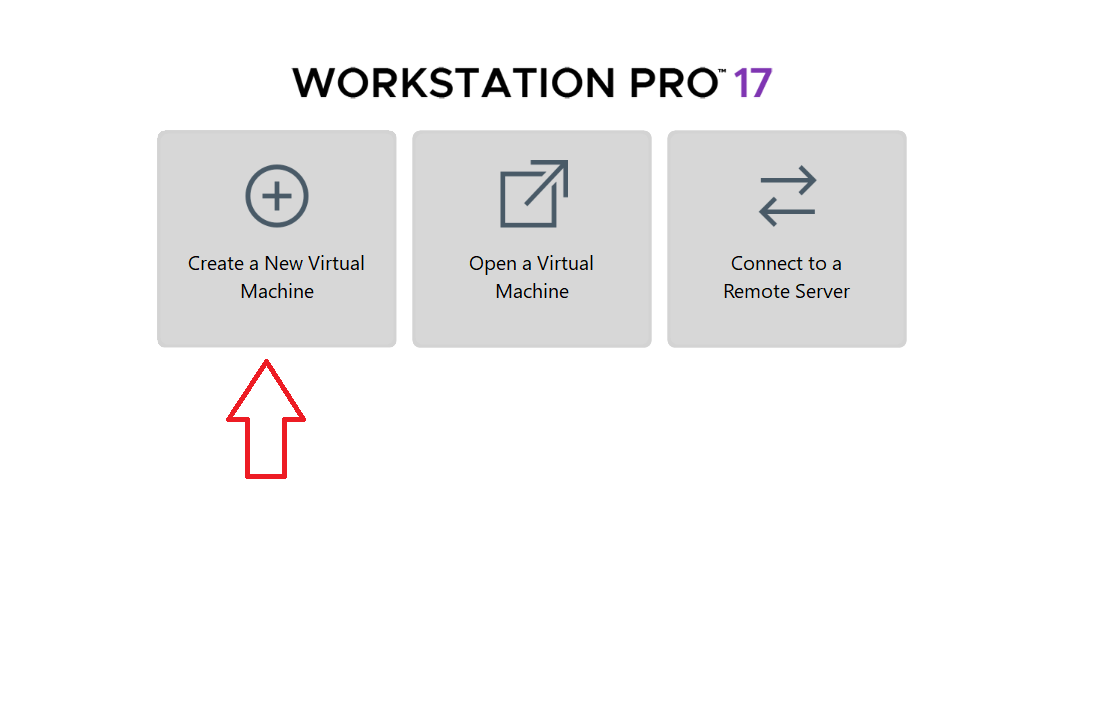 WORKSTATION PRO™ 17
Create a New Virtual
Machine
Open a Virtual
Machine
Connect to a
Remote Server